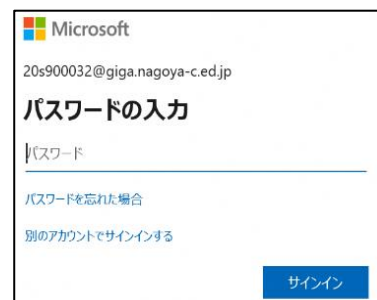 Microsoft
20s900032@giga.nagoya-c.ed.jp
パスワードの入力
パスワード
パスワードを忘れた場合
別のアカウントでサインインする
サインイン